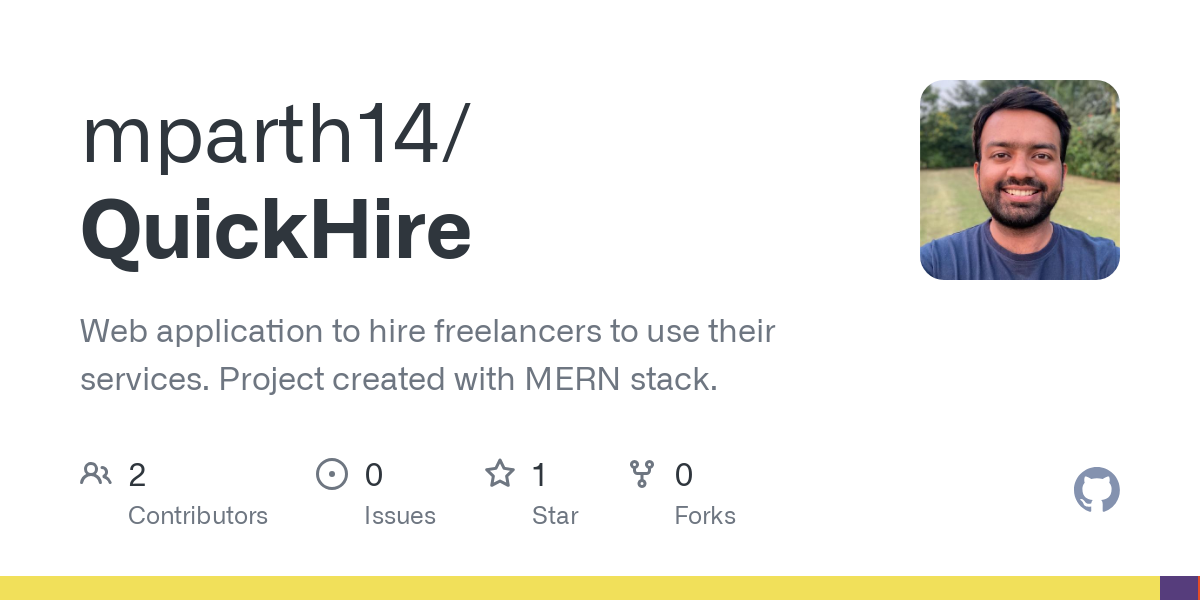 mparth14/
QuickHire
Web application to hire freelancers to use their
services. Project created with MERN stack.
2 0 1 0
Contributors Issues Star Forks